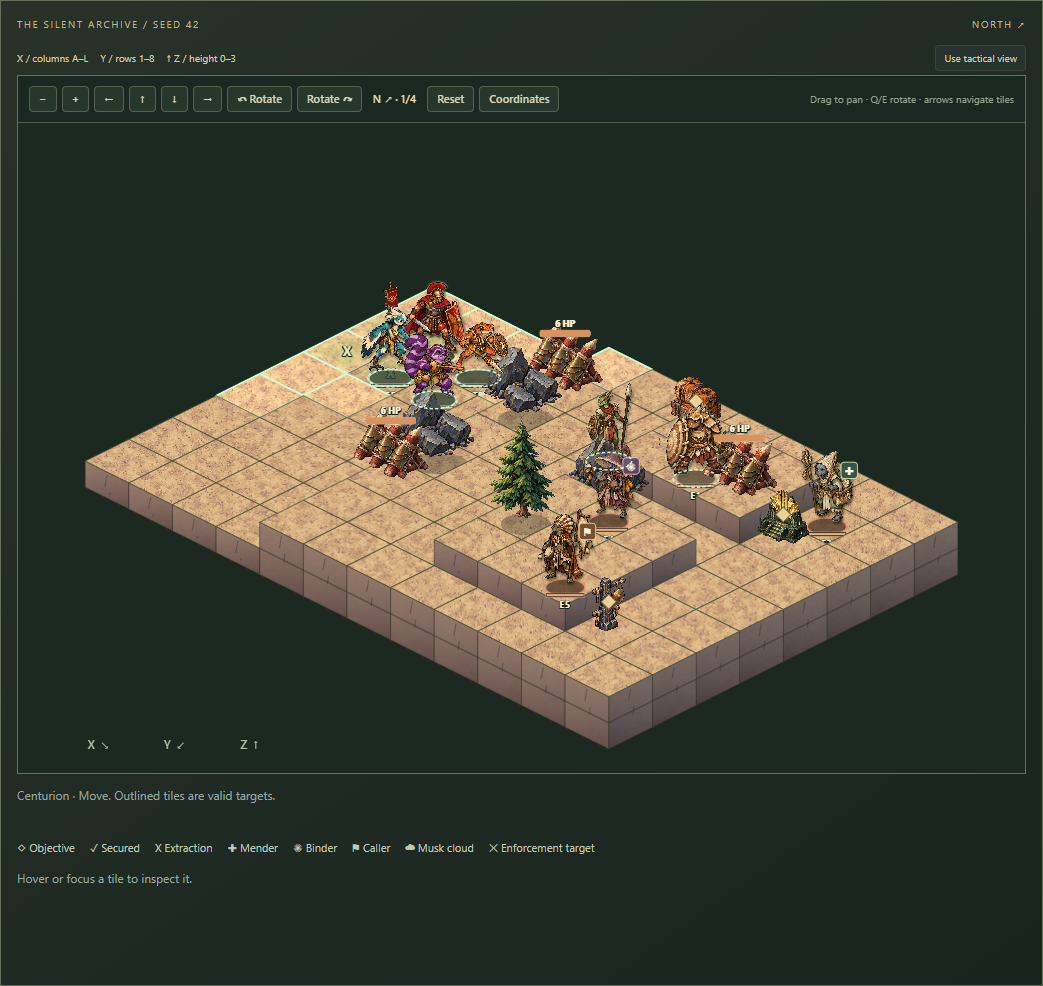 THE SILENT ARCHIVE / SEED 42
NORTH ↗
X / columns A–L Y / rows 1–8 ↑ Z / height 0–3
Use tactical view
− + ← ↑ ↓ → ↶ Rotate Rotate ↷ N ↗ · 1/4 Reset Coordinates
Drag to pan · Q/E rotate · arrows navigate tiles
6 HP
X
6 HP
6 HP
E5
X ↘ Y ↙ Z ↑
Centurion · Move. Outlined tiles are valid targets.
◇ Objective ✓ Secured X Extraction ✚ Mender ❋ Binder ⚑ Caller ☁ Musk cloud ✕ Enforcement target
Hover or focus a tile to inspect it.